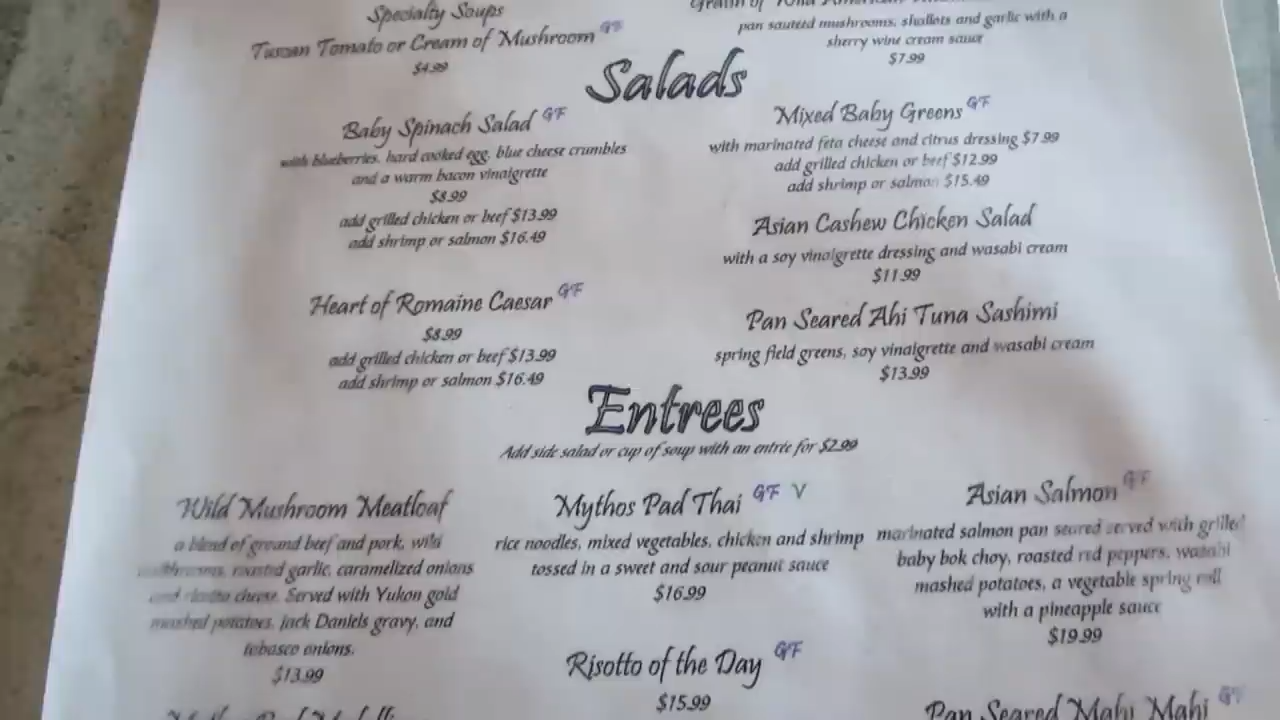 Specialty Soups
Tuscan Tomato or Cream of Mushroom GF
$4.99
pan sautéed mushrooms, shallots and garlic with a
sherry wine cream sauce
$7.99
Salads
Baby Spinach Salad GF
with blueberries, hard cooked egg, blue cheese crumbles
and a warm bacon vinaigrette
$8.99
add grilled chicken or beef $13.99
add shrimp or salmon $16.49
Heart of Romaine Caesar GF
$8.99
add grilled chicken or beef $13.99
add shrimp or salmon $16.49
Mixed Baby Greens GF
with marinated feta cheese and citrus dressing $7.99
add grilled chicken or beef $12.99
add shrimp or salmon $15.49
Asian Cashew Chicken Salad
with a soy vinaigrette dressing and wasabi cream
$11.99
Pan Seared Ahi Tuna Sashimi
spring field greens, soy vinaigrette and wasabi cream
$13.99
Entrees
Add side salad or cup of soup with an entrée for $2.99
Wild Mushroom Meatloaf
a blend of ground beef and pork, wild
mushrooms, roasted garlic, caramelized onions
and ricotta cheese. Served with Yukon gold
mashed potatoes, Jack Daniels gravy, and
tobasco onions.
$13.99
Mythos Pad Thai GF V
rice noodles, mixed vegetables, chicken and shrimp
tossed in a sweet and sour peanut sauce
$16.99
Risotto of the Day GF
$15.99
Asian Salmon GF
marinated salmon pan seared served with grilled
baby bok choy, roasted red peppers, wasabi
mashed potatoes, a vegetable spring roll
with a pineapple sauce
$19.99
Pan Seared Mahi Mahi GF